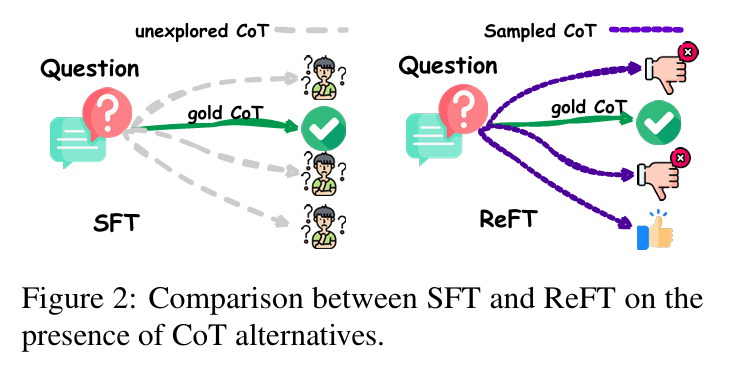 unexplored CoT
Question
gold CoT
SFT
Sampled CoT
Question
gold CoT
ReFT
Figure 2: Comparison between SFT and ReFT on the
presence of CoT alternatives.